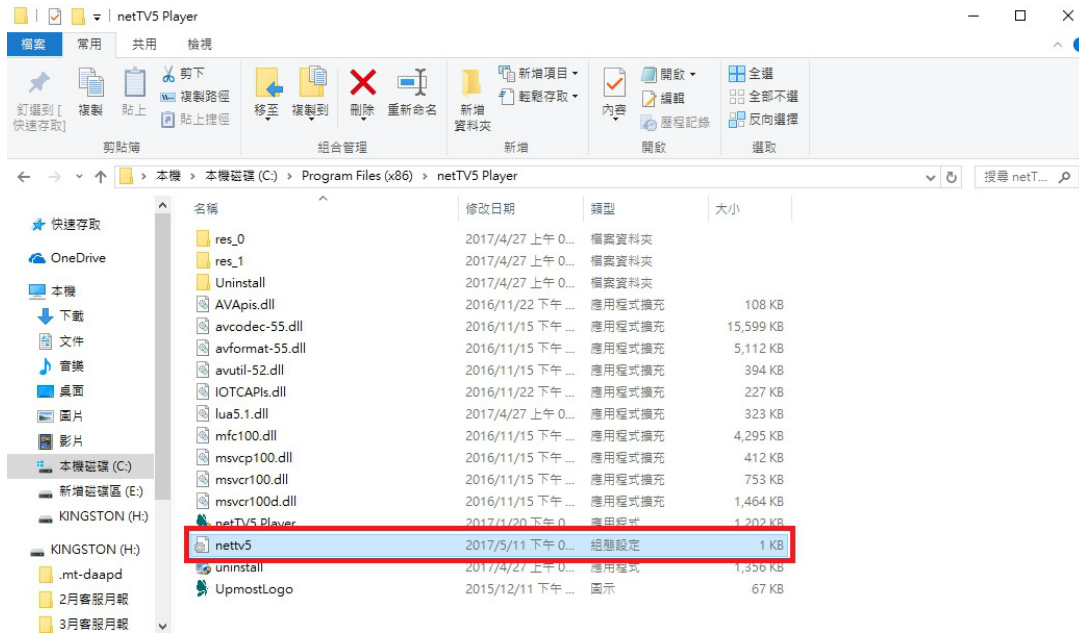 netTV5 Player
檔案 常用 共用 檢視
釘選到 [快速存取]
複製
貼上
剪下
複製路徑
貼上捷徑
移至
複製到
刪除
重新命名
新增資料夾
新增項目
輕鬆存取
內容
開啟
編輯
歷程記錄
全選
全部不選
反向選擇
剪貼簿 組合管理 新增 開啟 選取
本機 > 本機磁碟 (C:) > Program Files (x86) > netTV5 Player
搜尋 netT...
快速存取
OneDrive
本機
下載
文件
音樂
桌面
圖片
影片
本機磁碟 (C:)
新增磁碟區 (E:)
KINGSTON (H:)
KINGSTON (H:)
.mt-daapd
2月客服月報
3月客服月報
名稱 修改日期 類型 大小
res_0 2017/4/27 上午 0... 檔案資料夾
res_1 2017/4/27 上午 0... 檔案資料夾
Uninstall 2017/4/27 上午 0... 檔案資料夾
AVApis.dll 2016/11/22 下午 ... 應用程式擴充 108 KB
avcodec-55.dll 2016/11/15 下午 ... 應用程式擴充 15,599 KB
avformat-55.dll 2016/11/15 下午 ... 應用程式擴充 5,112 KB
avutil-52.dll 2016/11/15 下午 ... 應用程式擴充 394 KB
IOTCAPIs.dll 2016/11/22 下午 ... 應用程式擴充 227 KB
lua5.1.dll 2017/4/27 上午 0... 應用程式擴充 323 KB
mfc100.dll 2016/11/15 下午 ... 應用程式擴充 4,295 KB
msvcp100.dll 2016/11/15 下午 ... 應用程式擴充 412 KB
msvcr100.dll 2016/11/15 下午 ... 應用程式擴充 753 KB
msvcr100d.dll 2016/11/15 下午 ... 應用程式擴充 1,464 KB
netTV5 Player 2017/1/20 下午 0... 應用程式 1,202 KB
nettv5 2017/5/11 下午 0... 組態設定 1 KB
uninstall 2017/4/27 上午 0... 應用程式 1,356 KB
UpmostLogo 2015/12/11 下午 ... 圖示 67 KB